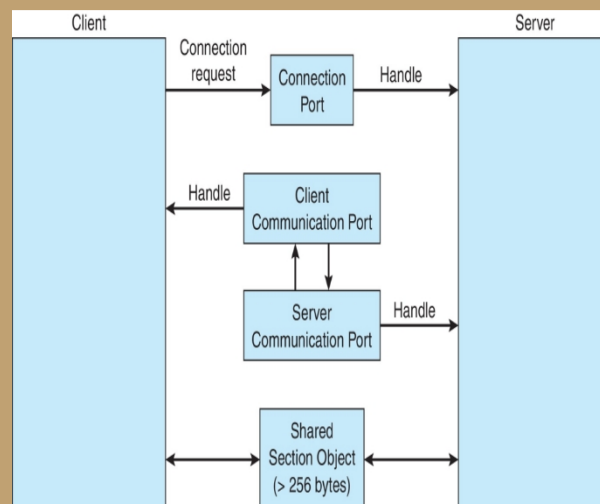 Client
Server
Connection
request
Connection
Port
Handle
Handle
Client
Communication Port
Server
Communication Port
Handle
Shared
Section Object
(> 256 bytes)